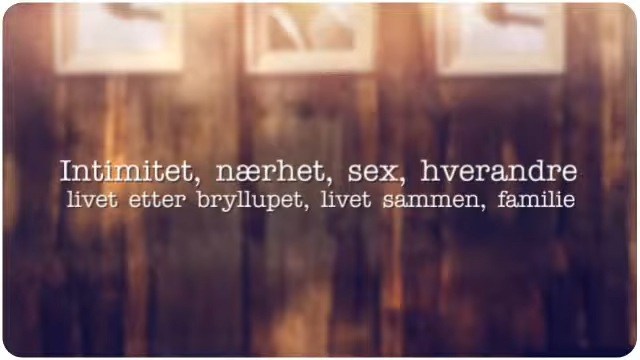 Intimitet, nærhet, sex, hverandre
livet etter bryllupet, livet sammen, familie